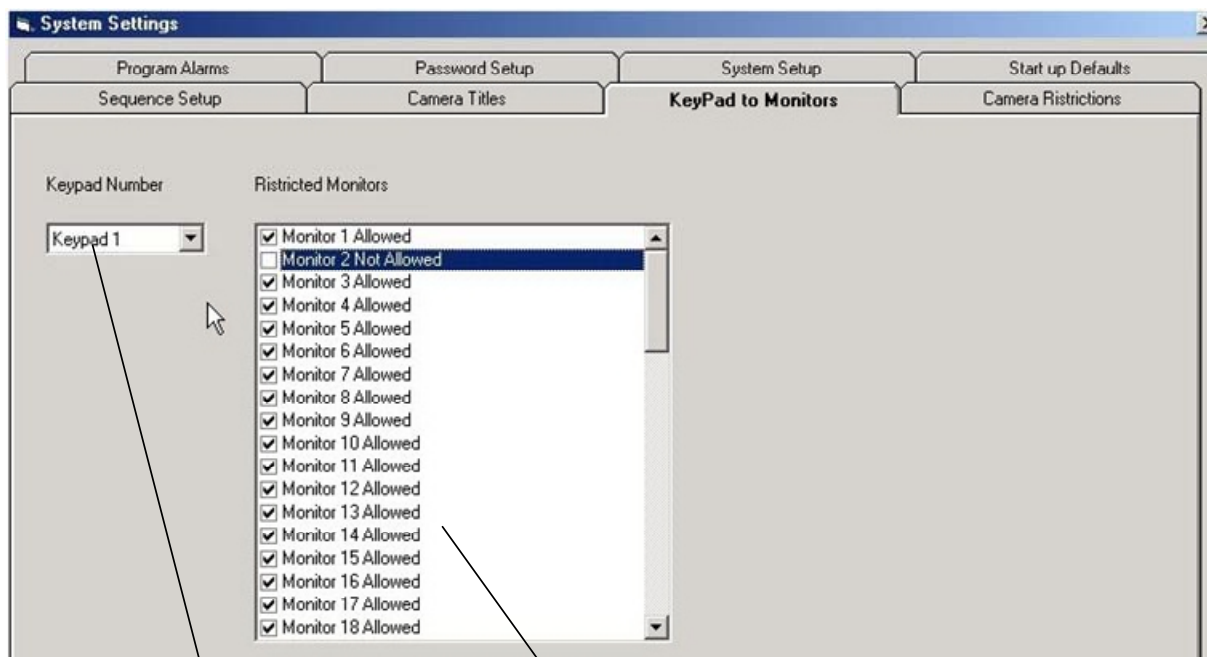 System Settings
Program Alarms Password Setup System Setup Start up Defaults
Sequence Setup Camera Titles KeyPad to Monitors Camera Ristrictions
Keypad Number Ristricted Monitors
Keypad 1
Monitor 1 Allowed
Monitor 2 Not Allowed
Monitor 3 Allowed
Monitor 4 Allowed
Monitor 5 Allowed
Monitor 6 Allowed
Monitor 7 Allowed
Monitor 8 Allowed
Monitor 9 Allowed
Monitor 10 Allowed
Monitor 11 Allowed
Monitor 12 Allowed
Monitor 13 Allowed
Monitor 14 Allowed
Monitor 15 Allowed
Monitor 16 Allowed
Monitor 17 Allowed
Monitor 18 Allowed